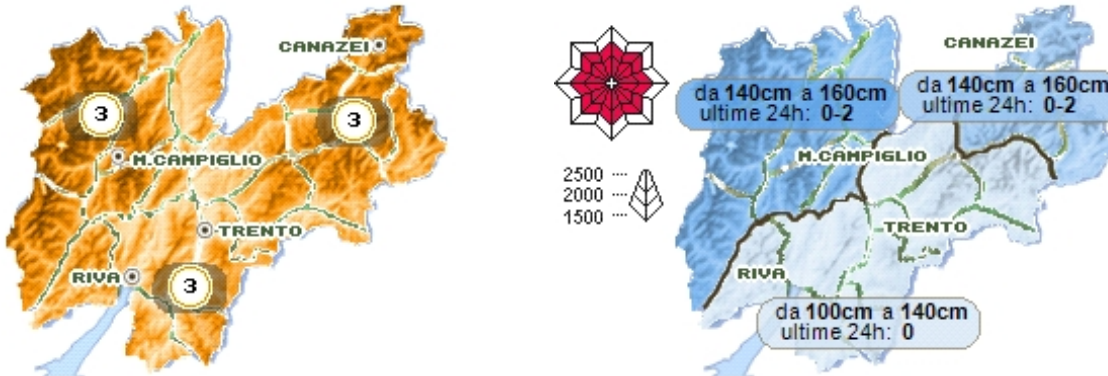 CANAZEI
3
3
M.CAMPIGLIO
TRENTO
RIVA
3
2500
2000
1500
CANAZEI
da 140cm a 160cm
ultime 24h: 0-2
da 140cm a 160cm
ultime 24h: 0-2
M.CAMPIGLIO
TRENTO
RIVA
da 100cm a 140cm
ultime 24h: 0